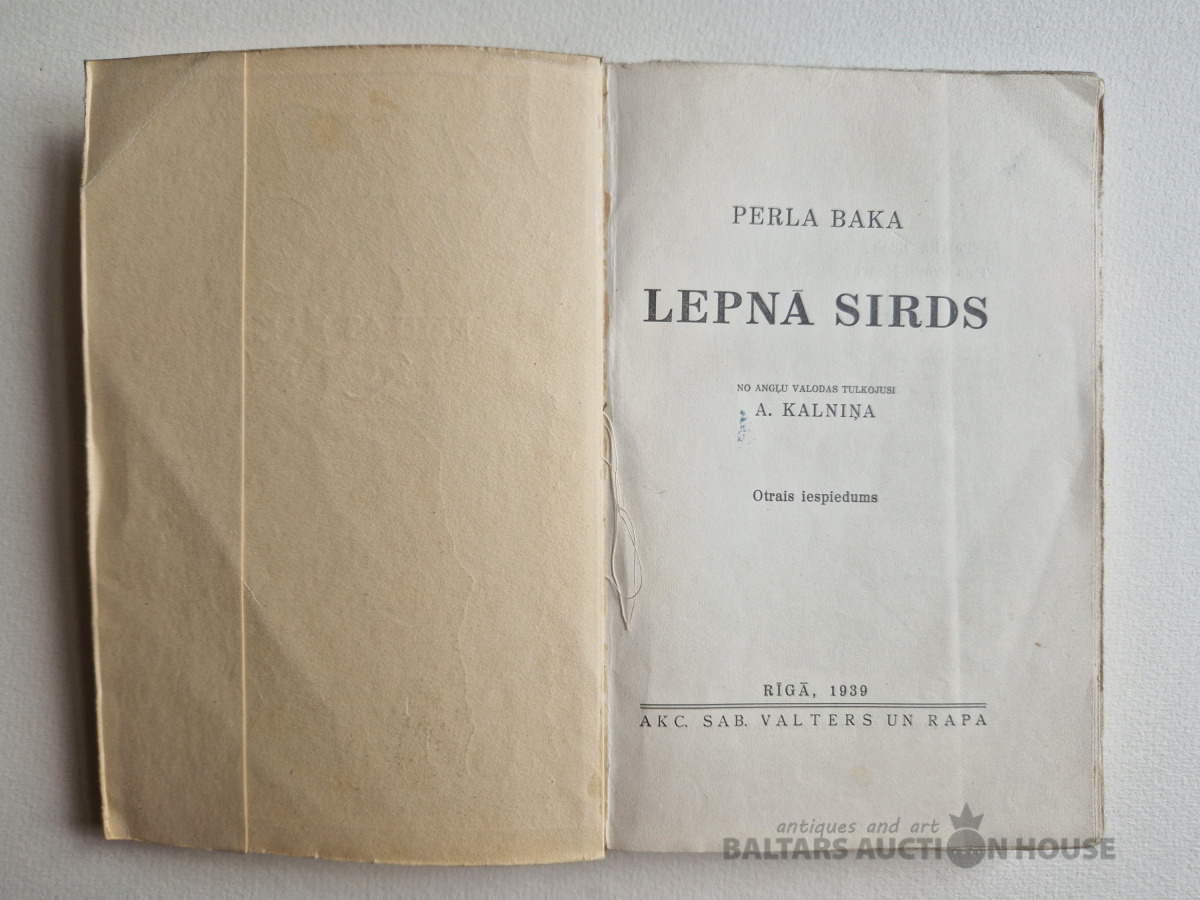 PERLA BAKA
LEPNĀ SIRDS
NO ANGĻU VALODAS TULKOJUSI
A. KALNIŅA
Otrais iespiedums
RĪGĀ, 1939
AKC. SAB. VALTERS UN RAPA
antiques and art
BALTARS AUCTION HOUSE